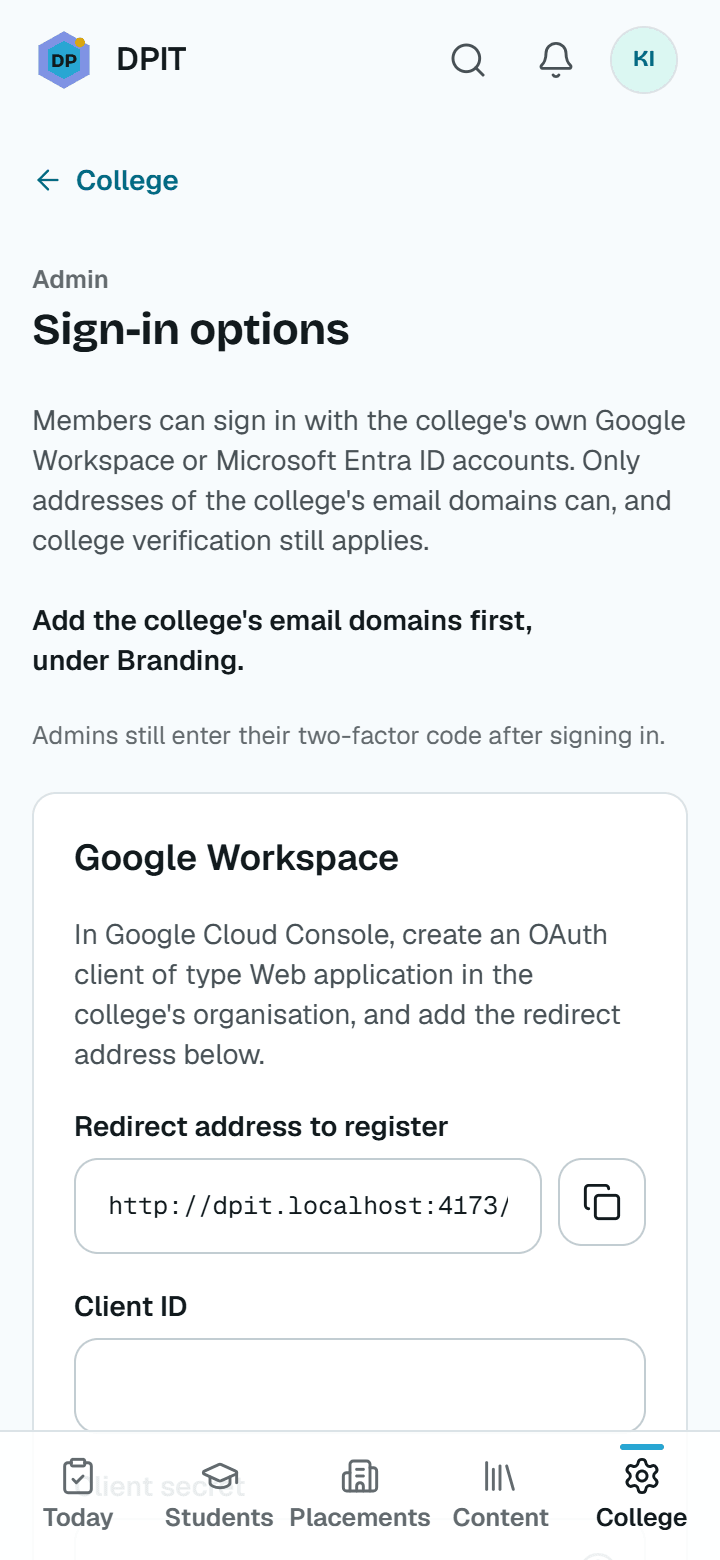 DP DPIT KI
College
Admin
Sign-in options
Members can sign in with the college's own Google
Workspace or Microsoft Entra ID accounts. Only
addresses of the college's email domains can, and
college verification still applies.
Add the college's email domains first,
under Branding.
Admins still enter their two-factor code after signing in.
Google Workspace
In Google Cloud Console, create an OAuth
client of type Web application in the
college's organisation, and add the redirect
address below.
Redirect address to register
http://dpit.localhost:4173/
Client ID
Client secret
Today Students Placements Content College